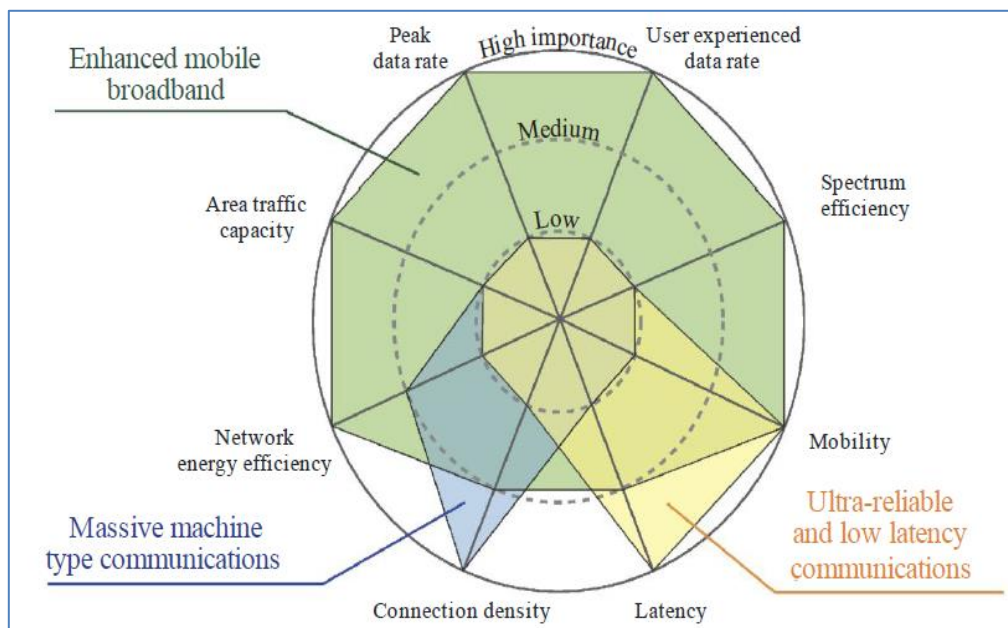 Peak
data rate
High importance
User experienced
data rate
Enhanced mobile
broadband
Medium
Area traffic
capacity
Low
Spectrum
efficiency
Network
energy efficiency
Mobility
Massive machine
type communications
Ultra-reliable
and low latency
communications
Connection density
Latency